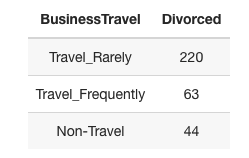 BusinessTravel Divorced
Travel_Rarely 220
Travel_Frequently 63
Non-Travel 44